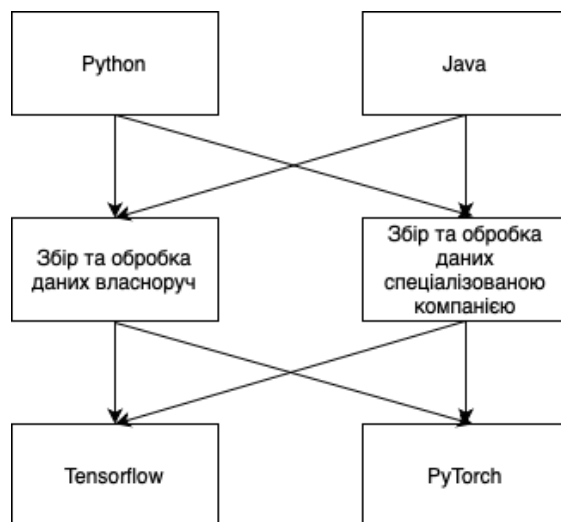 Python
Java
Збір та обробка
даних власноруч
Збір та обробка
даних
спеціалізованою
компанією
Tensorflow
PyTorch